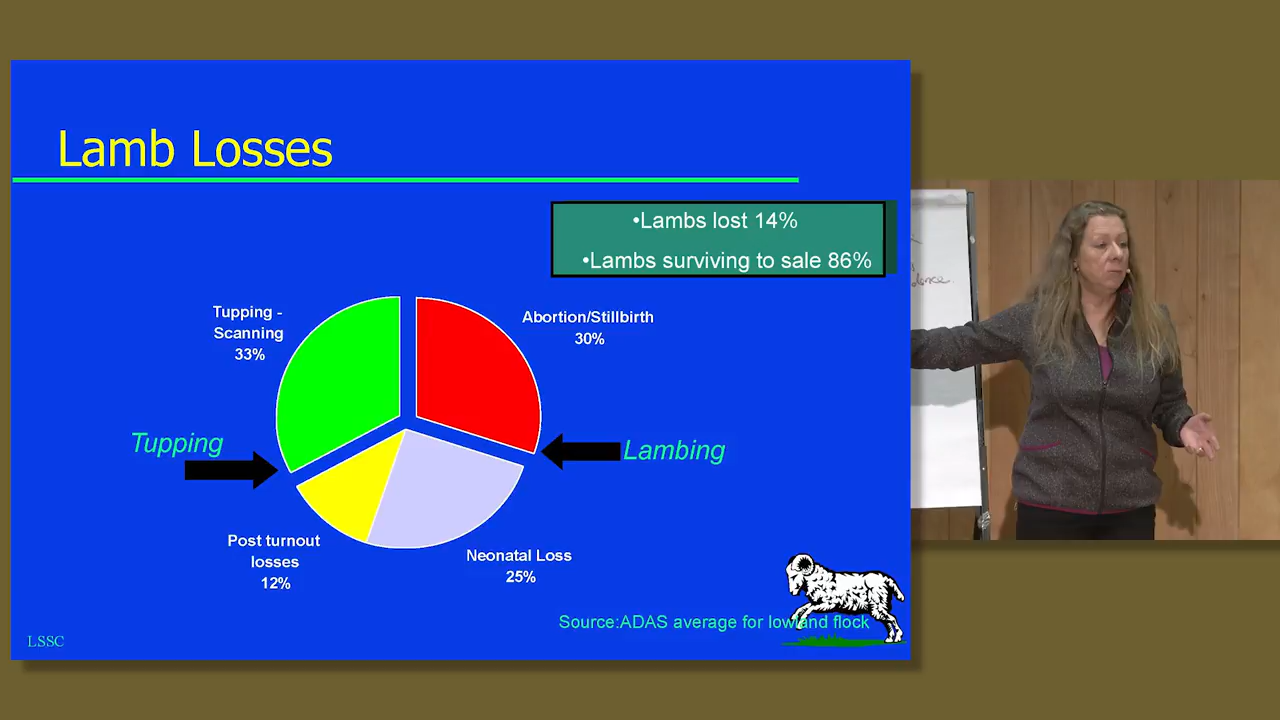 Lamb Losses
•Lambs lost 14%
•Lambs surviving to sale 86%
Tupping -
Scanning
33%
Abortion/Stillbirth
30%
Tupping
Lambing
Post turnout
losses
12%
Neonatal Loss
25%
Source:ADAS average for lowland flock
LSSC